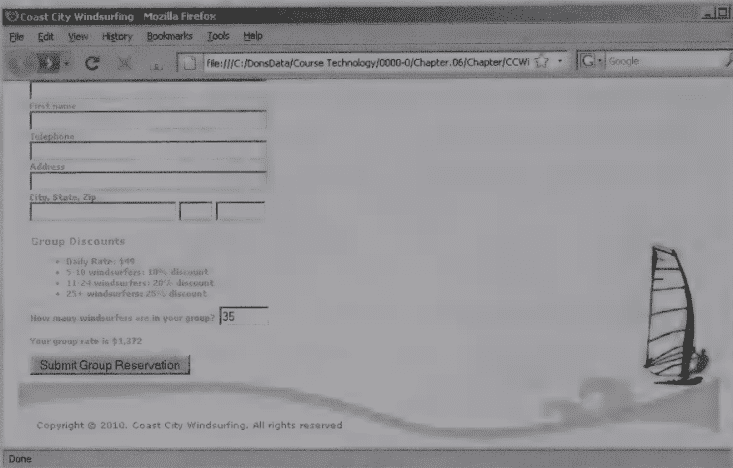 Coast City Windsurfing - Mozilla Firefox
File Edit View History Bookmarks Tools Help
file:///C:/DonsData/Course Technology/0000-0/Chapter.06/Chapter/CCWi
G Google
First name
Telephone
Address
City, State, Zip
Group Discounts
• Daily Rate: $49
• 5-10 windsurfers: 10% discount
• 11-24 windsurfers: 20% discount
• 25+ windsurfers: 25% discount
How many windsurfers are in your group? 35
Your group rate is $1,372
Submit Group Reservation
Copyright © 2010. Coast City Windsurfing. All rights reserved
Done